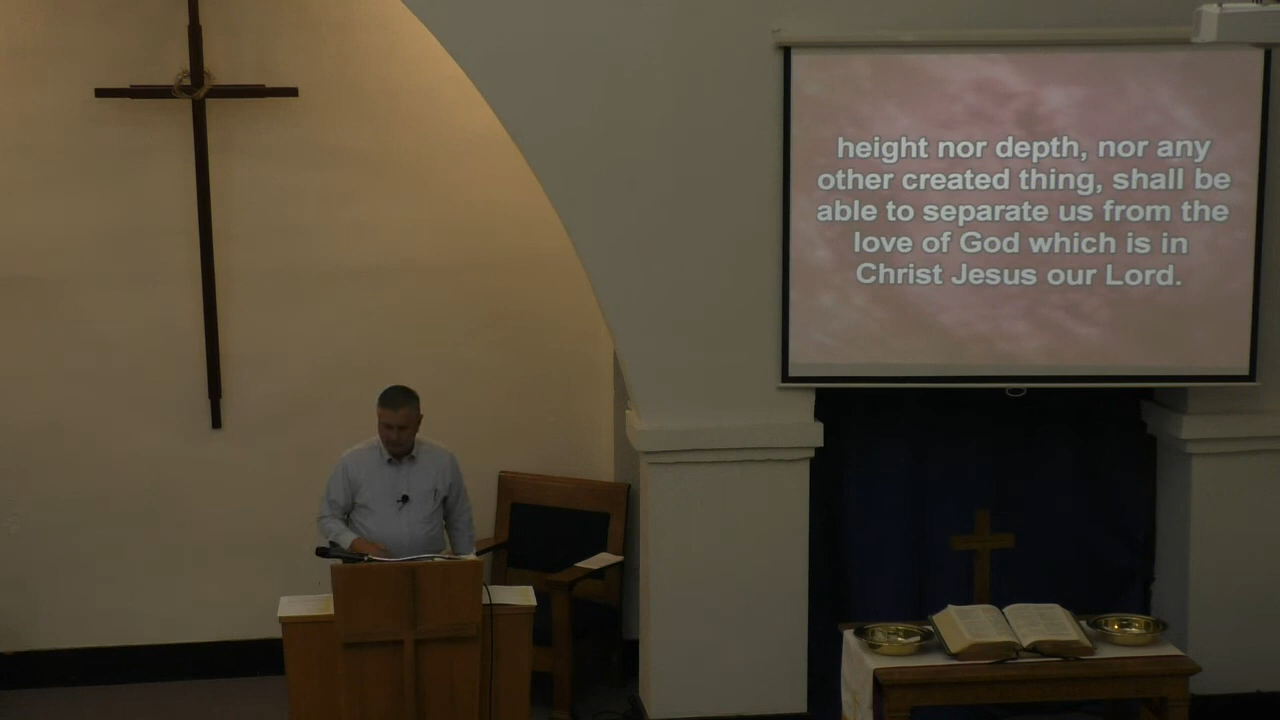 height nor depth, nor any
other created thing, shall be
able to separate us from the
love of God which is in
Christ Jesus our Lord.